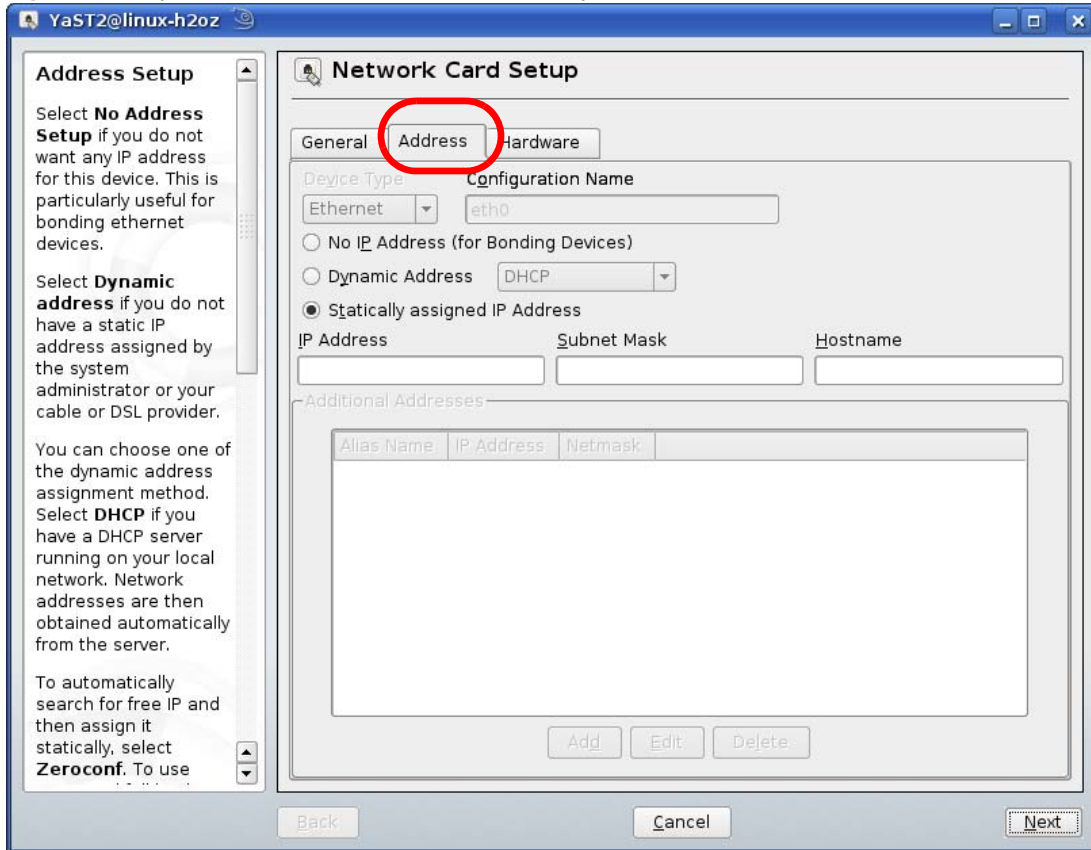 YaST2@linux-h2oz
Address Setup
Select No Address
Setup if you do not
want any IP address
for this device. This is
particularly useful for
bonding ethernet
devices.
Select Dynamic
address if you do not
have a static IP
address assigned by
the system
administrator or your
cable or DSL provider.
You can choose one of
the dynamic address
assignment method.
Select DHCP if you
have a DHCP server
running on your local
network. Network
addresses are then
obtained automatically
from the server.
To automatically
search for free IP and
then assign it
statically, select
Zeroconf. To use
Network Card Setup
General Address Hardware
Device Type Configuration Name
Ethernet eth0
No IP Address (for Bonding Devices)
Dynamic Address DHCP
Statically assigned IP Address
IP Address Subnet Mask Hostname
Additional Addresses
Alias Name IP Address Netmask
Add Edit Delete
Back Cancel Next